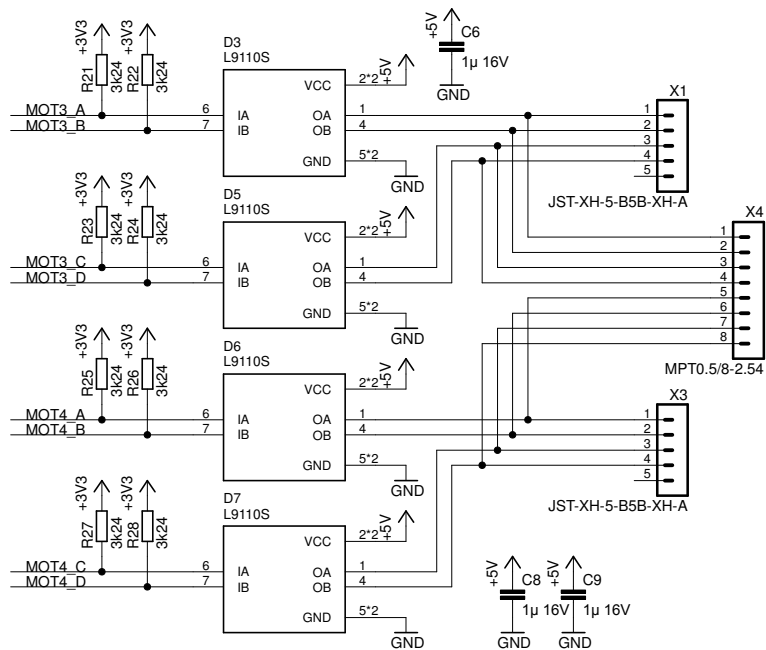 +3V3
R21
3k24
+3V3
R22
3k24
D3
L9110S
MOT3_A
MOT3_B
6
7
IA
IB
VCC
OA
OB
GND
2*2
1
4
5*2
+5V
GND
+5V
C6
1µ 16V
GND
X1
1
2
3
4
5
JST-XH-5-B5B-XH-A
+3V3
R23
3k24
+3V3
R24
3k24
D5
L9110S
MOT3_C
MOT3_D
6
7
IA
IB
VCC
OA
OB
GND
2*2
1
4
5*2
+5V
GND
X4
1
2
3
4
5
6
7
8
MPT0.5/8-2.54
+3V3
R25
3k24
+3V3
R26
3k24
D6
L9110S
MOT4_A
MOT4_B
6
7
IA
IB
VCC
OA
OB
GND
2*2
1
4
5*2
+5V
GND
X3
1
2
3
4
5
JST-XH-5-B5B-XH-A
+3V3
R27
3k24
+3V3
R28
3k24
D7
L9110S
MOT4_C
MOT4_D
6
7
IA
IB
VCC
OA
OB
GND
2*2
1
4
5*2
+5V
GND
+5V
C8
1µ 16V
GND
+5V
C9
1µ 16V
GND